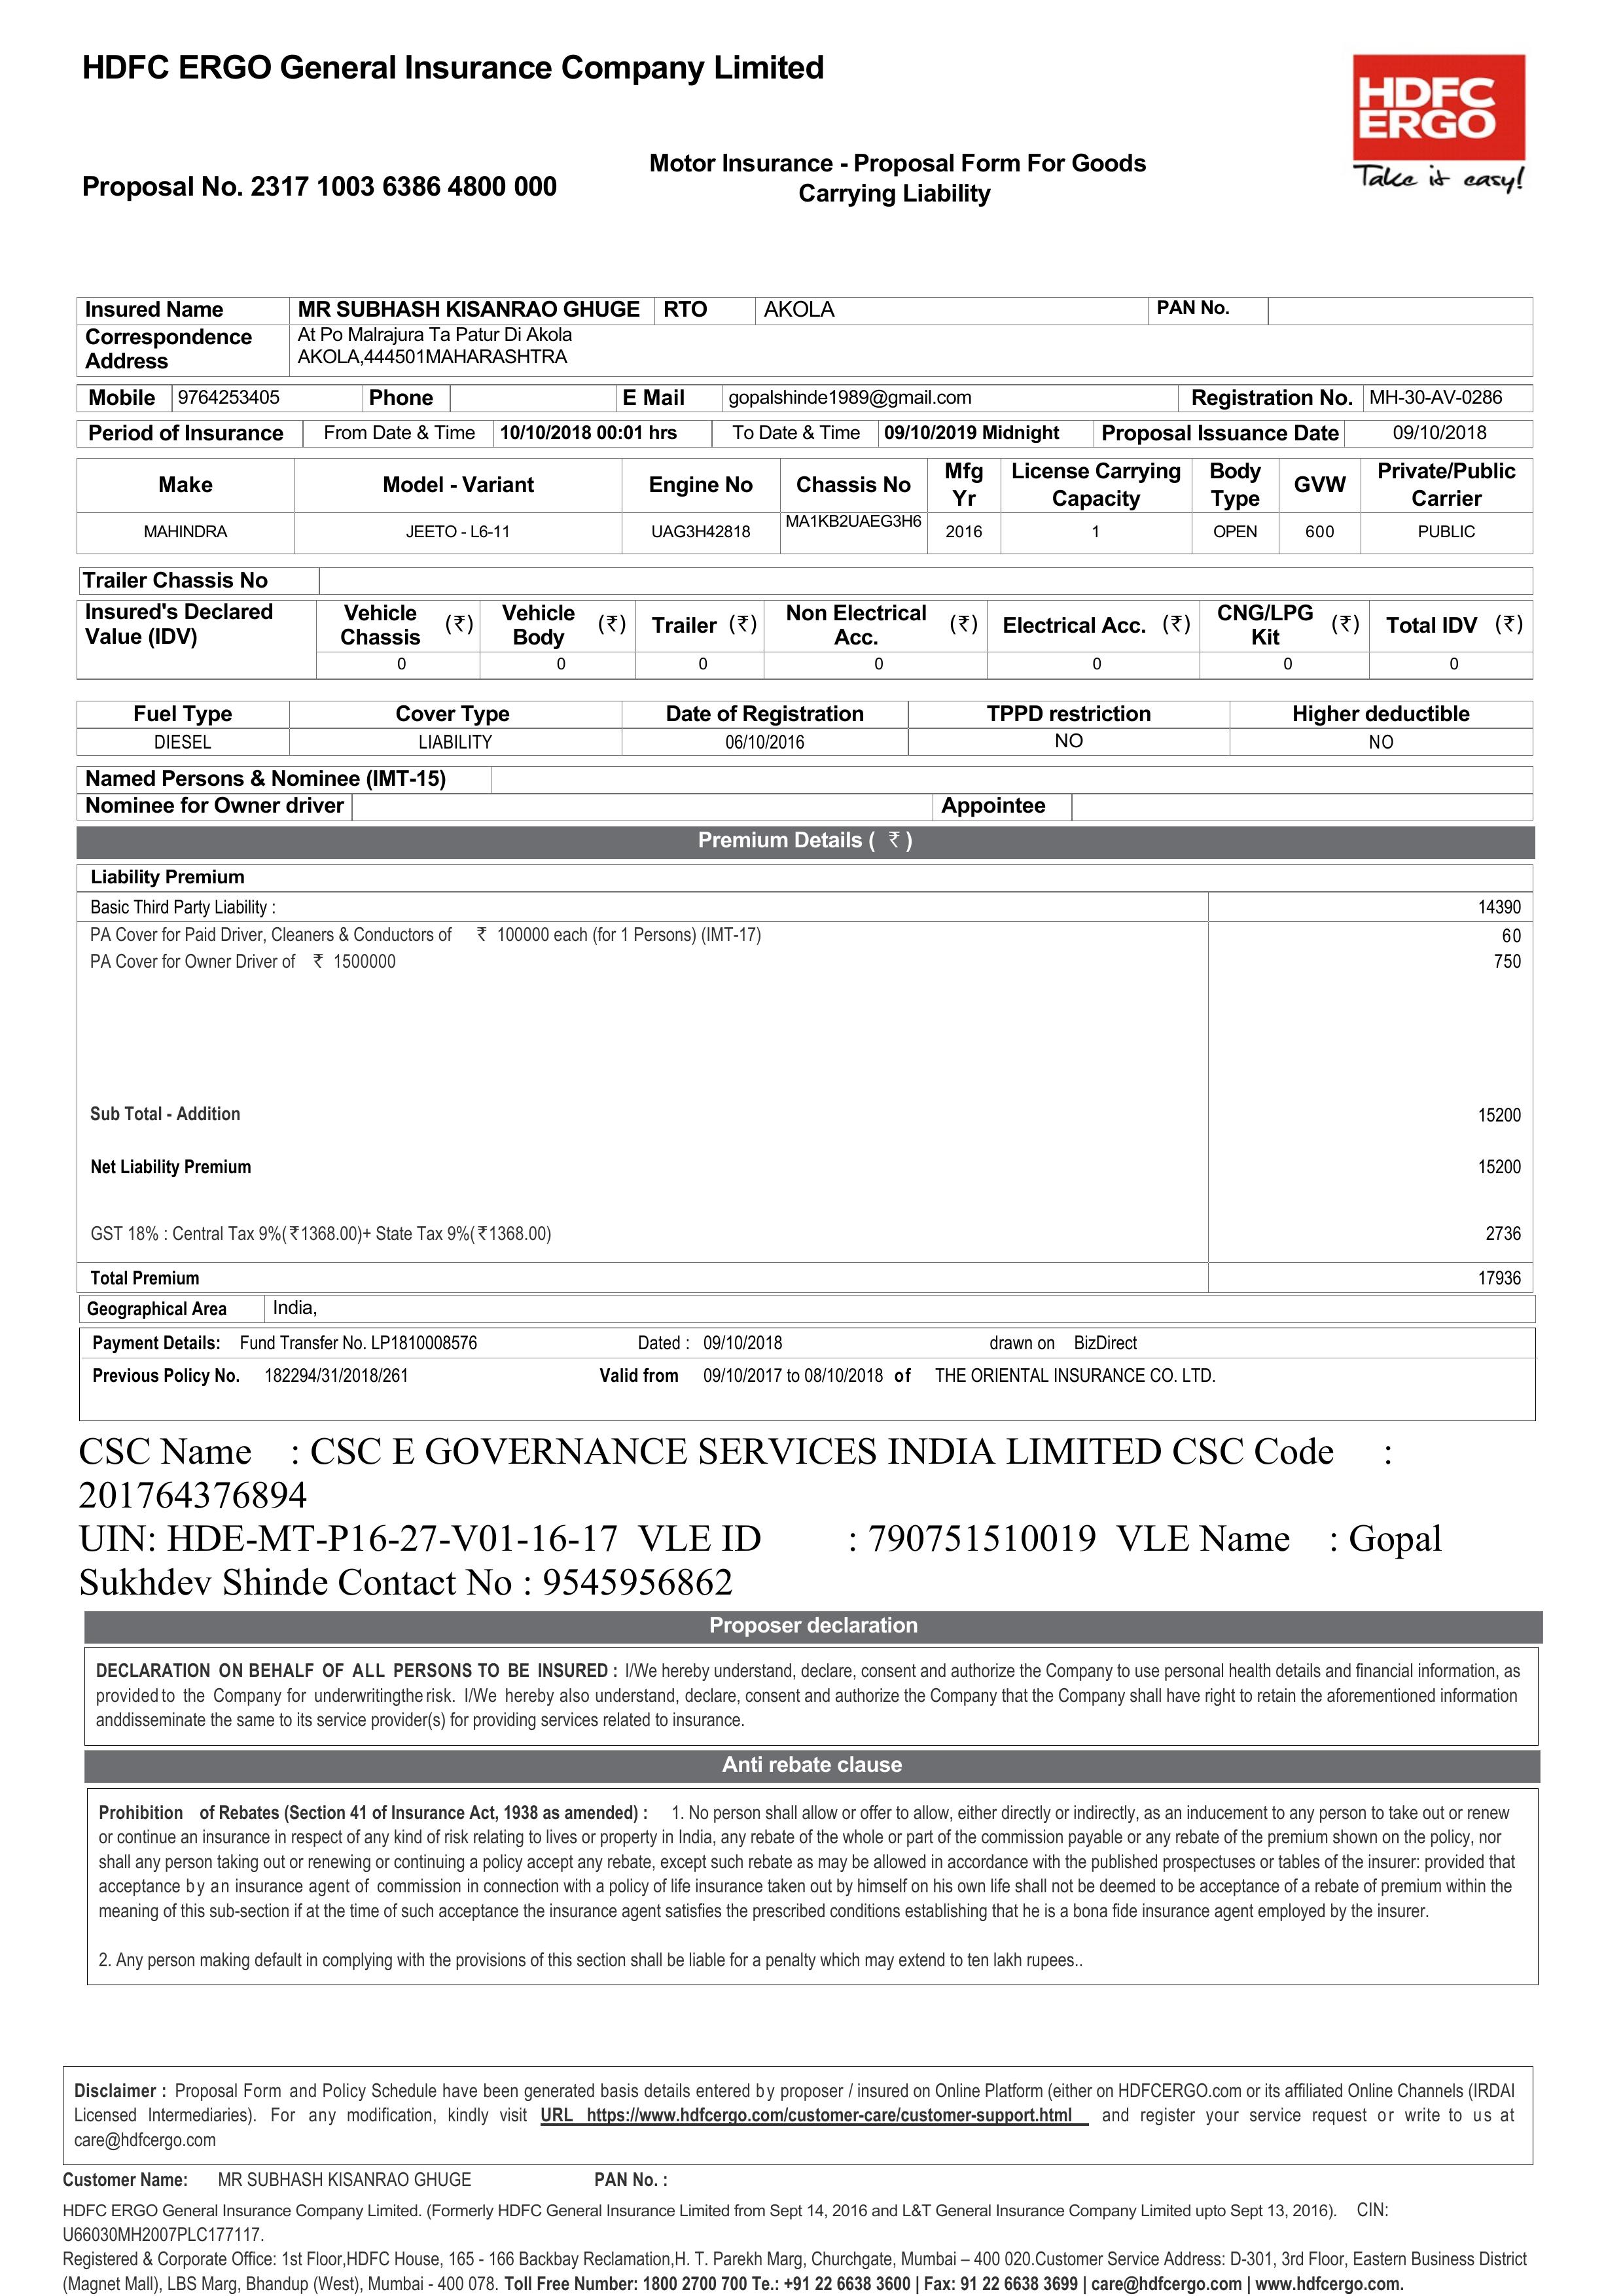 HDFC ERGO General Insurance Company Limited
HDFC
ERGO
Take it easy!
Motor Insurance - Proposal Form For Goods
Carrying Liability
Proposal No. 2317 1003 6386 4800 000
Insured Name MR SUBHASH KISANRAO GHUGE RTO AKOLA PAN No.
Correspondence Address At Po Malrajura Ta Patur Di Akola
AKOLA,444501MAHARASHTRA
Mobile 9764253405 Phone E Mail gopalshinde1989@gmail.com Registration No. MH-30-AV-0286
Period of Insurance From Date & Time 10/10/2018 00:01 hrs To Date & Time 09/10/2019 Midnight Proposal Issuance Date 09/10/2018
Make Model - Variant Engine No Chassis No Mfg Yr License Carrying Capacity Body Type GVW Private/Public Carrier
MAHINDRA JEETO - L6-11 UAG3H42818 MA1KB2UAEG3H6 2016 1 OPEN 600 PUBLIC
Trailer Chassis No
Insured's Declared Value (IDV) Vehicle Chassis (₹) Vehicle Body (₹) Trailer (₹) Non Electrical Acc. (₹) Electrical Acc. (₹) CNG/LPG Kit (₹) Total IDV (₹)
0 0 0 0 0 0 0
Fuel Type Cover Type Date of Registration TPPD restriction Higher deductible
DIESEL LIABILITY 06/10/2016 NO NO
Named Persons & Nominee (IMT-15)
Nominee for Owner driver Appointee
Premium Details ( ₹ )
Liability Premium
Basic Third Party Liability : 14390
PA Cover for Paid Driver, Cleaners & Conductors of ₹ 100000 each (for 1 Persons) (IMT-17) 60
PA Cover for Owner Driver of ₹ 1500000 750
Sub Total - Addition 15200
Net Liability Premium 15200
GST 18% : Central Tax 9%(₹1368.00)+ State Tax 9%(₹1368.00) 2736
Total Premium 17936
Geographical Area India,
Payment Details: Fund Transfer No. LP1810008576 Dated : 09/10/2018 drawn on BizDirect
Previous Policy No. 182294/31/2018/261 Valid from 09/10/2017 to 08/10/2018 of THE ORIENTAL INSURANCE CO. LTD.
CSC Name : CSC E GOVERNANCE SERVICES INDIA LIMITED CSC Code :
201764376894
UIN: HDE-MT-P16-27-V01-16-17 VLE ID : 790751510019 VLE Name : Gopal
Sukhdev Shinde Contact No : 9545956862
Proposer declaration
DECLARATION ON BEHALF OF ALL PERSONS TO BE INSURED : I/We hereby understand, declare, consent and authorize the Company to use personal health details and financial information, as
provided to the Company for underwritingthe risk. I/We hereby also understand, declare, consent and authorize the Company that the Company shall have right to retain the aforementioned information
anddisseminate the same to its service provider(s) for providing services related to insurance.
Anti rebate clause
Prohibition of Rebates (Section 41 of Insurance Act, 1938 as amended) : 1. No person shall allow or offer to allow, either directly or indirectly, as an inducement to any person to take out or renew
or continue an insurance in respect of any kind of risk relating to lives or property in India, any rebate of the whole or part of the commission payable or any rebate of the premium shown on the policy, nor
shall any person taking out or renewing or continuing a policy accept any rebate, except such rebate as may be allowed in accordance with the published prospectuses or tables of the insurer: provided that
acceptance by an insurance agent of commission in connection with a policy of life insurance taken out by himself on his own life shall not be deemed to be acceptance of a rebate of premium within the
meaning of this sub-section if at the time of such acceptance the insurance agent satisfies the prescribed conditions establishing that he is a bona fide insurance agent employed by the insurer.
2. Any person making default in complying with the provisions of this section shall be liable for a penalty which may extend to ten lakh rupees..
Disclaimer : Proposal Form and Policy Schedule have been generated basis details entered by proposer / insured on Online Platform (either on HDFCERGO.com or its affiliated Online Channels (IRDAI
Licensed Intermediaries). For any modification, kindly visit URL https://www.hdfcergo.com/customer-care/customer-support.html and register your service request or write to us at
care@hdfcergo.com
Customer Name: MR SUBHASH KISANRAO GHUGE PAN No. :
HDFC ERGO General Insurance Company Limited. (Formerly HDFC General Insurance Limited from Sept 14, 2016 and L&T General Insurance Company Limited upto Sept 13, 2016). CIN:
U66030MH2007PLC177117.
Registered & Corporate Office: 1st Floor,HDFC House, 165 - 166 Backbay Reclamation,H. T. Parekh Marg, Churchgate, Mumbai – 400 020.Customer Service Address: D-301, 3rd Floor, Eastern Business District
(Magnet Mall), LBS Marg, Bhandup (West), Mumbai - 400 078. Toll Free Number: 1800 2700 700 Te.: +91 22 6638 3600 | Fax: 91 22 6638 3699 | care@hdfcergo.com | www.hdfcergo.com.